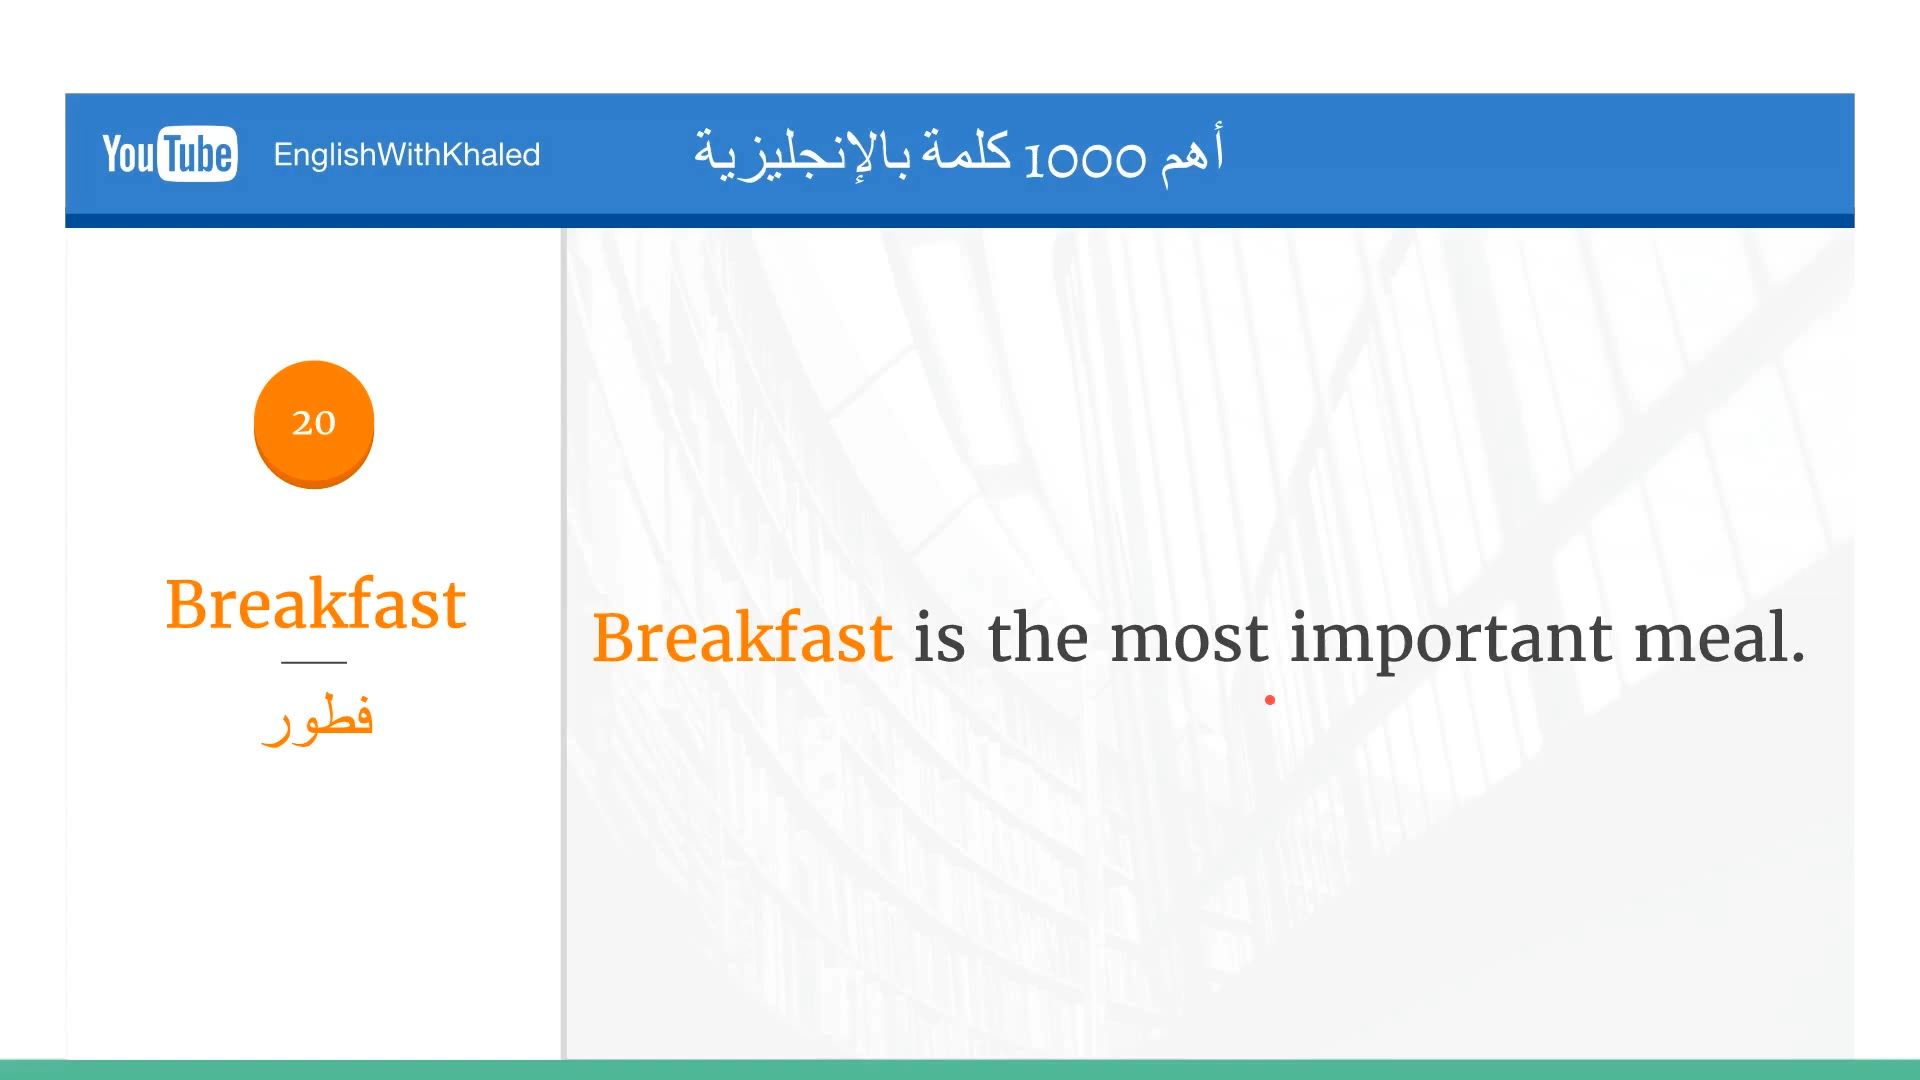 YouTube EnglishWithKhaled
أهم 1000 كلمة بالإنجليزية
20
Breakfast
فطور
Breakfast is the most important meal.